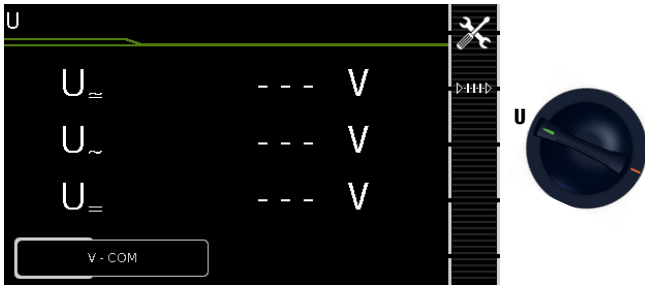 U
U≃ --- V
U~ --- V
U= --- V
V-COM
U